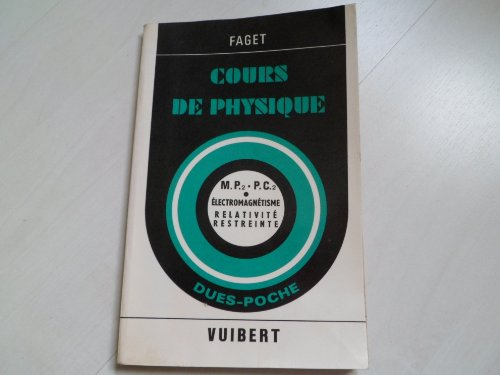 FAGET
COURS
DE PHYSIQUE
M.P.2 • P.C.2
•
ÉLECTROMAGNÉTISME
RELATIVITÉ
RESTREINTE
DUES-POCHE
VUIBERT